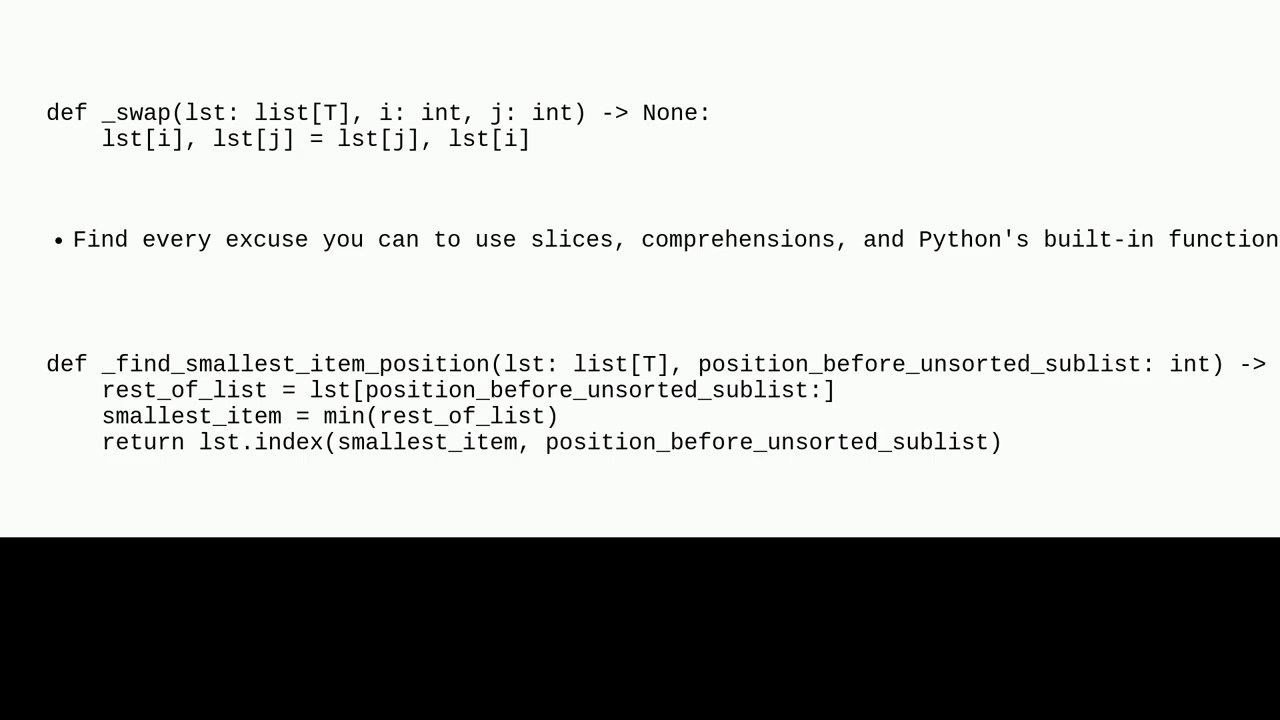 def _swap(lst: list[T], i: int, j: int) -> None:
    lst[i], lst[j] = lst[j], lst[i]
• Find every excuse you can to use slices, comprehensions, and Python's built-in function
def _find_smallest_item_position(lst: list[T], position_before_unsorted_sublist: int) ->
    rest_of_list = lst[position_before_unsorted_sublist:]
    smallest_item = min(rest_of_list)
    return lst.index(smallest_item, position_before_unsorted_sublist)